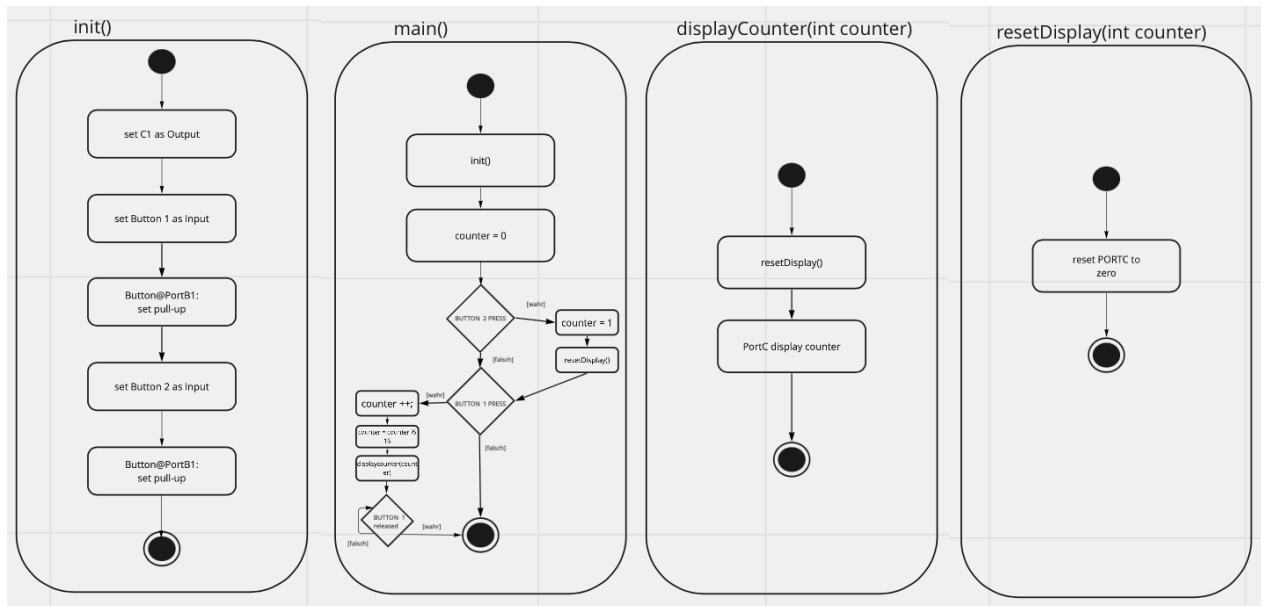 init()
set C1 as Output
set Button 1 as Input
Button@PortB1:
set pull-up
set Button 2 as Input
Button@PortB1:
set pull-up
main()
init()
counter = 0
BUTTON 2 PRESS
[wahr]
counter = 1
resetDisplay()
[falsch]
BUTTON 1 PRESS
[wahr]
counter ++;
counter = counter %
16
displaycounter(count
er)
BUTTON 1
released
[falsch]
[wahr]
[falsch]
displayCounter(int counter)
resetDisplay()
PortC display counter
resetDisplay(int counter)
reset PORTC to
zero